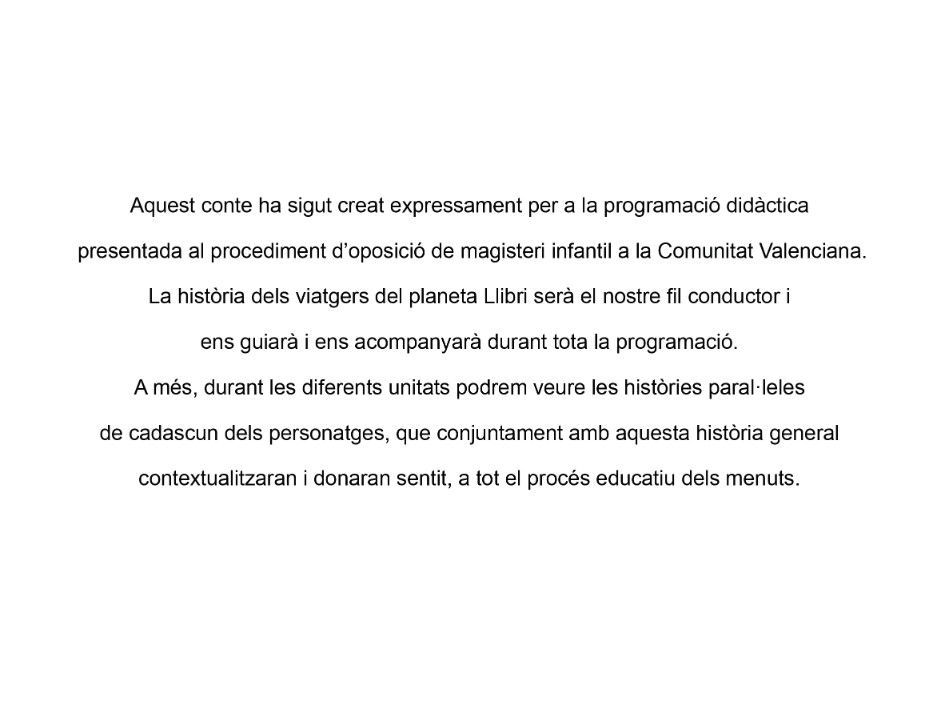 Aquest conte ha sigut creat expressament per a la programació didàctica
presentada al procediment d’oposició de magisteri infantil a la Comunitat Valenciana.
La història dels viatgers del planeta Llibri serà el nostre fil conductor i
ens guiarà i ens acompanyarà durant tota la programació.
A més, durant les diferents unitats podrem veure les històries paral·leles
de cadascun dels personatges, que conjuntament amb aquesta història general
contextualitzaran i donaran sentit, a tot el procés educatiu dels menuts.